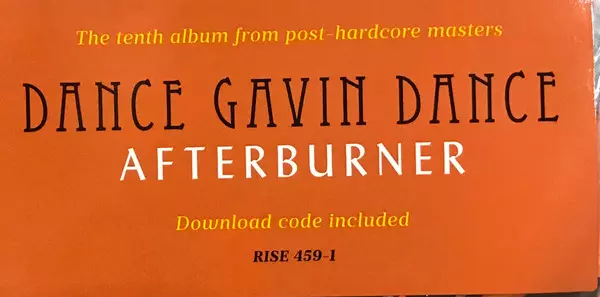 The tenth album from post-hardcore masters
DANCE GAVIN DANCE
AFTERBURNER
Download code included
RISE 459-1